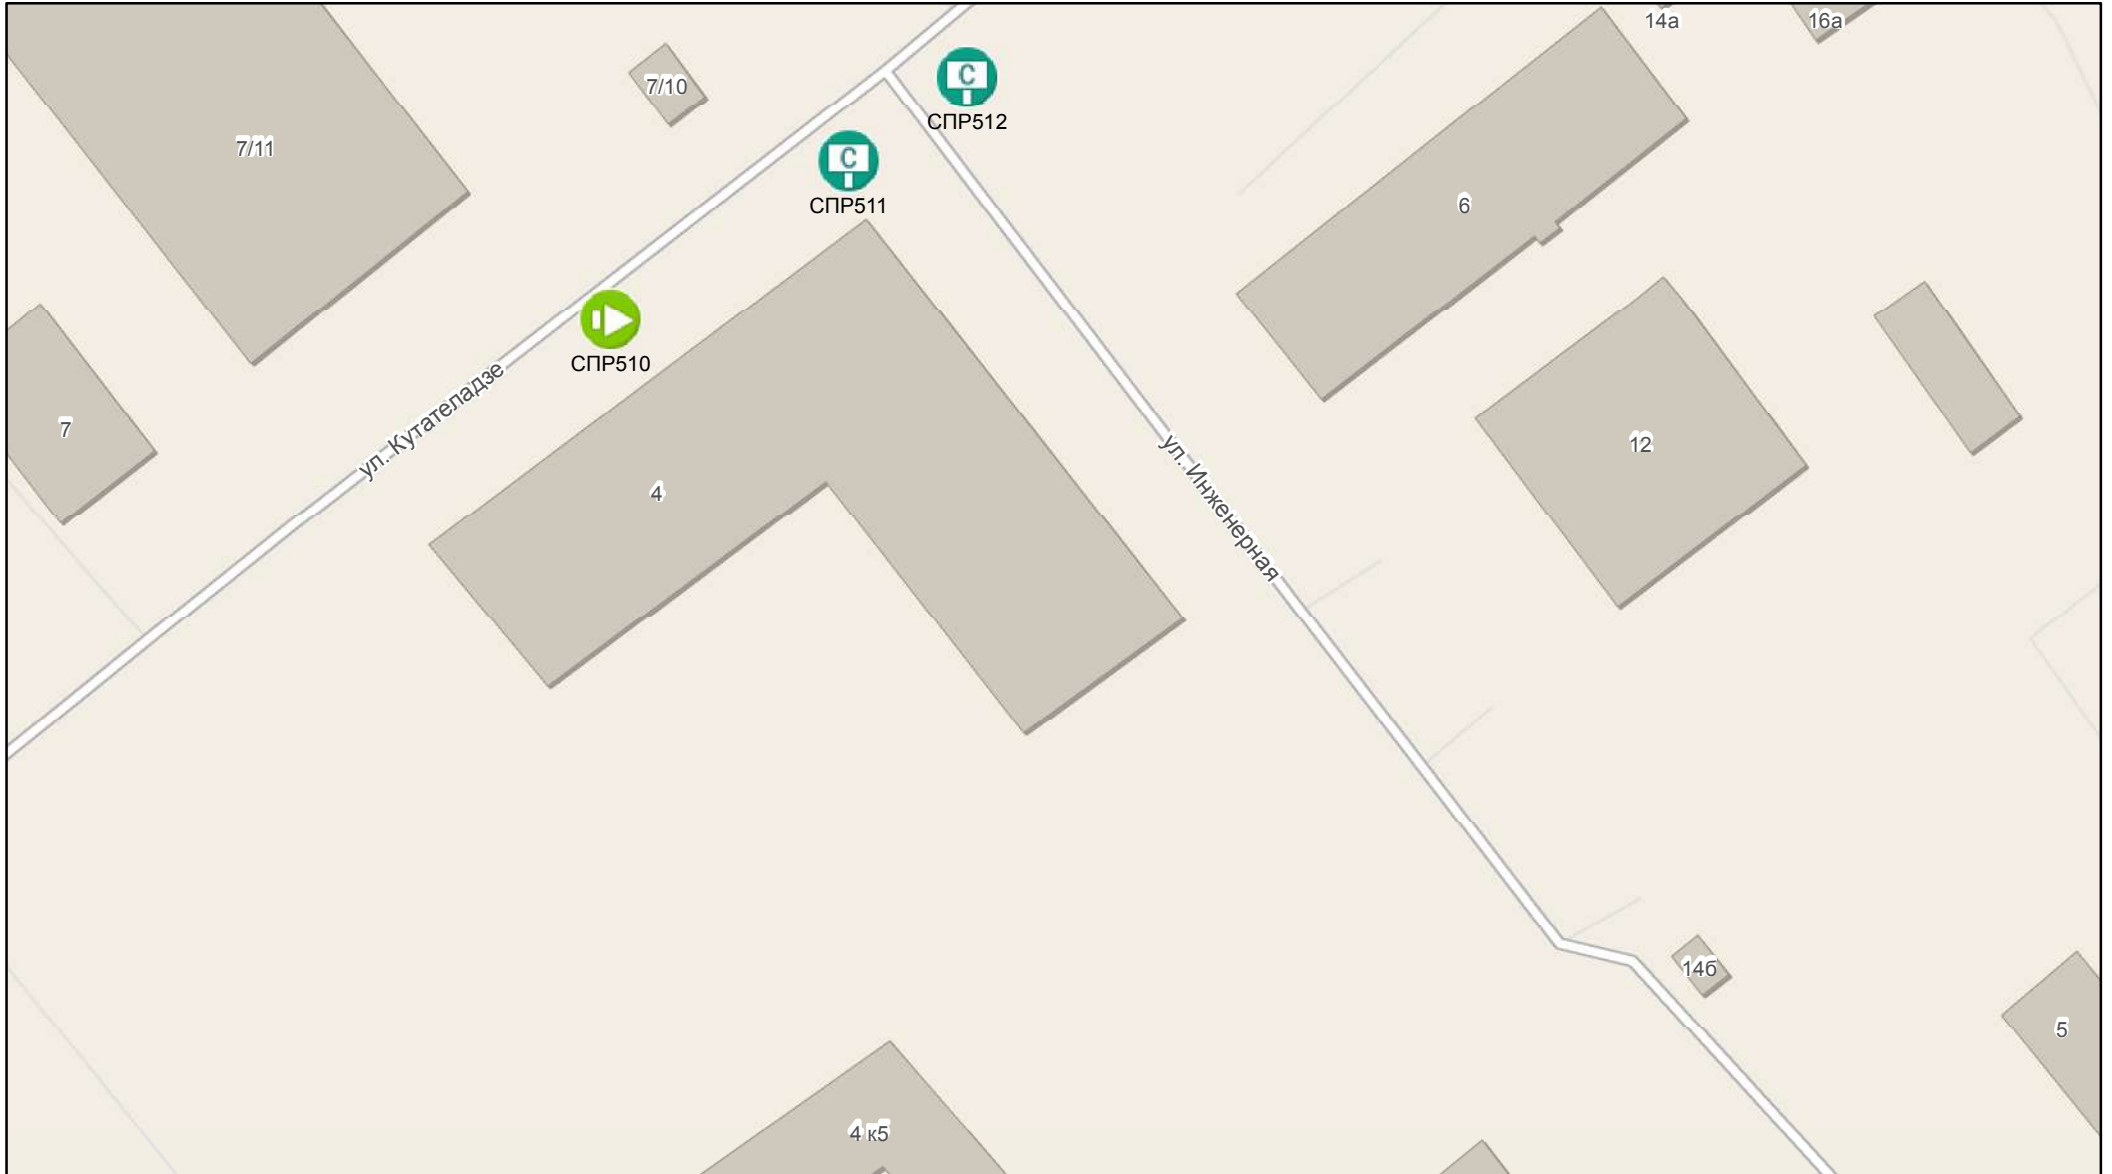 14а
16а
7/10
С
СПР512
7/11
С
СПР511
6
СПР510
ул. Кутателадзе
7
12
4
ул. Инженерная
14б
5
4 к5